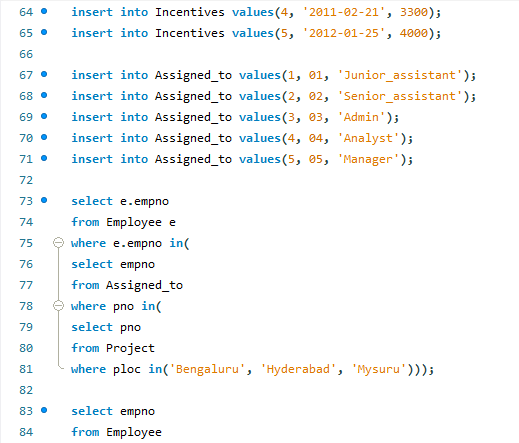 64 insert into Incentives values(4, '2011-02-21', 3300);
65 insert into Incentives values(5, '2012-01-25', 4000);
66
67 insert into Assigned_to values(1, 01, 'Junior_assistant');
68 insert into Assigned_to values(2, 02, 'Senior_assistant');
69 insert into Assigned_to values(3, 03, 'Admin');
70 insert into Assigned_to values(4, 04, 'Analyst');
71 insert into Assigned_to values(5, 05, 'Manager');
72
73 select e.empno
74 from Employee e
75 where e.empno in(
76 select empno
77 from Assigned_to
78 where pno in(
79 select pno
80 from Project
81 where ploc in('Bengaluru', 'Hyderabad', 'Mysuru')));
82
83 select empno
84 from Employee